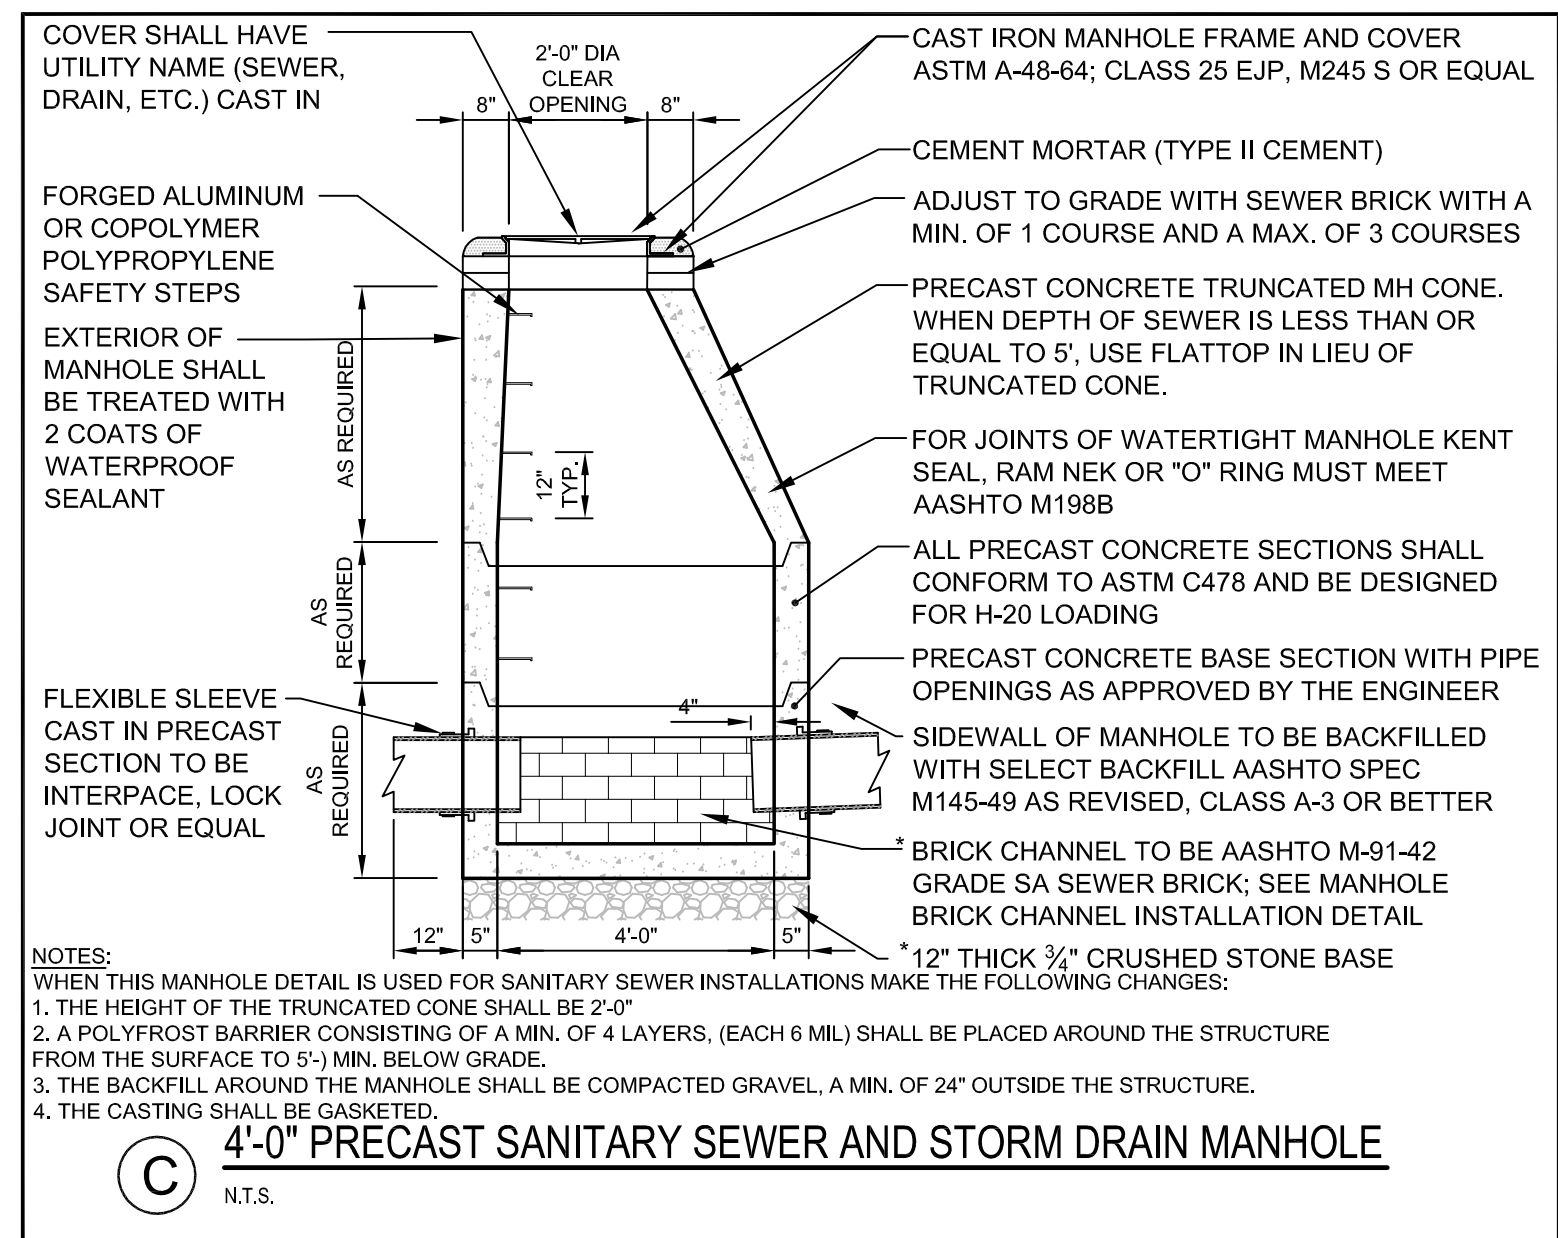 COVER SHALL HAVE
UTILITY NAME (SEWER,
DRAIN, ETC.) CAST IN
2'-0" DIA
CLEAR
OPENING
8"
8"
CAST IRON MANHOLE FRAME AND COVER
ASTM A-48-64; CLASS 25 EJP, M245 S OR EQUAL
CEMENT MORTAR (TYPE II CEMENT)
FORGED ALUMINUM
OR COPOLYMER
POLYPROPYLENE
SAFETY STEPS
ADJUST TO GRADE WITH SEWER BRICK WITH A
MIN. OF 1 COURSE AND A MAX. OF 3 COURSES
PRECAST CONCRETE TRUNCATED MH CONE.
WHEN DEPTH OF SEWER IS LESS THAN OR
EQUAL TO 5', USE FLATTOP IN LIEU OF
TRUNCATED CONE.
EXTERIOR OF
MANHOLE SHALL
BE TREATED WITH
2 COATS OF
WATERPROOF
SEALANT
AS REQUIRED
12"
TYP.
FOR JOINTS OF WATERTIGHT MANHOLE KENT
SEAL, RAM NEK OR "O" RING MUST MEET
AASHTO M198B
AS
REQUIRED
ALL PRECAST CONCRETE SECTIONS SHALL
CONFORM TO ASTM C478 AND BE DESIGNED
FOR H-20 LOADING
PRECAST CONCRETE BASE SECTION WITH PIPE
OPENINGS AS APPROVED BY THE ENGINEER
FLEXIBLE SLEEVE
CAST IN PRECAST
SECTION TO BE
INTERPACE, LOCK
JOINT OR EQUAL
AS
REQUIRED
4"
SIDEWALL OF MANHOLE TO BE BACKFILLED
WITH SELECT BACKFILL AASHTO SPEC
M145-49 AS REVISED, CLASS A-3 OR BETTER
* BRICK CHANNEL TO BE AASHTO M-91-42
GRADE SA SEWER BRICK; SEE MANHOLE
BRICK CHANNEL INSTALLATION DETAIL
12" 5" 4'-0" 5"
*12" THICK ¾" CRUSHED STONE BASE
NOTES:
WHEN THIS MANHOLE DETAIL IS USED FOR SANITARY SEWER INSTALLATIONS MAKE THE FOLLOWING CHANGES:
1. THE HEIGHT OF THE TRUNCATED CONE SHALL BE 2'-0"
2. A POLYFROST BARRIER CONSISTING OF A MIN. OF 4 LAYERS, (EACH 6 MIL) SHALL BE PLACED AROUND THE STRUCTURE
FROM THE SURFACE TO 5'-) MIN. BELOW GRADE.
3. THE BACKFILL AROUND THE MANHOLE SHALL BE COMPACTED GRAVEL, A MIN. OF 24" OUTSIDE THE STRUCTURE.
4. THE CASTING SHALL BE GASKETED.
C
4'-0" PRECAST SANITARY SEWER AND STORM DRAIN MANHOLE
N.T.S.